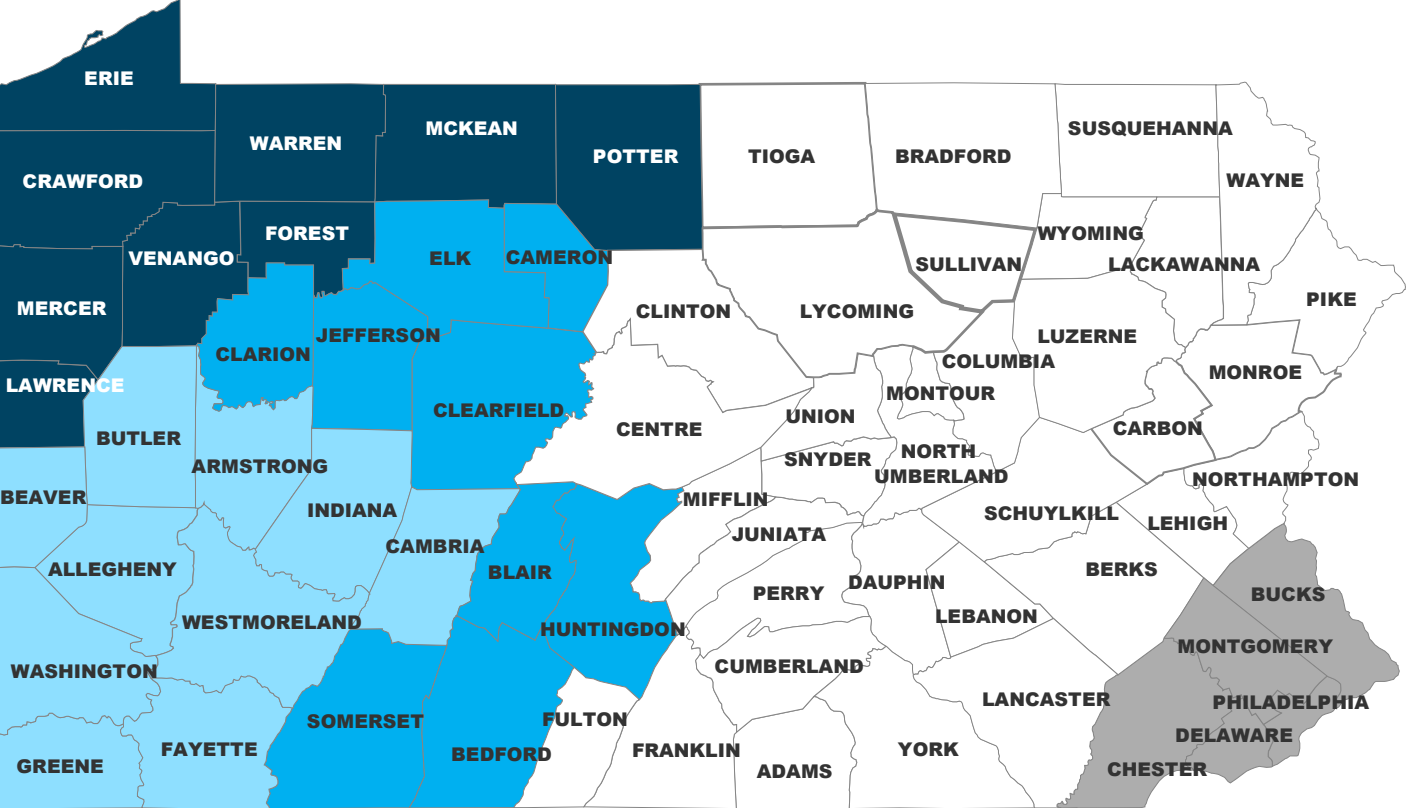 ERIE
WARREN
MCKEAN
POTTER
TIOGA
BRADFORD
SUSQUEHANNA
WAYNE
CRAWFORD
VENANGO
FOREST
ELK
CAMERON
SULLIVAN
WYOMING
LACKAWANNA
MERCER
CLINTON
LYCOMING
PIKE
CLARION
JEFFERSON
COLUMBIA
LUZERNE
MONROE
LAWRENCE
CLEARFIELD
MONTOUR
BUTLER
CENTRE
UNION
CARBON
ARMSTRONG
SNYDER
NORTH
UMBERLAND
NORTHAMPTON
BEAVER
INDIANA
MIFFLIN
SCHUYLKILL
LEHIGH
CAMBRIA
JUNIATA
ALLEGHENY
BLAIR
PERRY
DAUPHIN
BERKS
BUCKS
WESTMORELAND
HUNTINGDON
LEBANON
MONTGOMERY
WASHINGTON
CUMBERLAND
LANCASTER
PHILADELPHIA
SOMERSET
FULTON
DELAWARE
GREENE
FAYETTE
BEDFORD
FRANKLIN
ADAMS
YORK
CHESTER